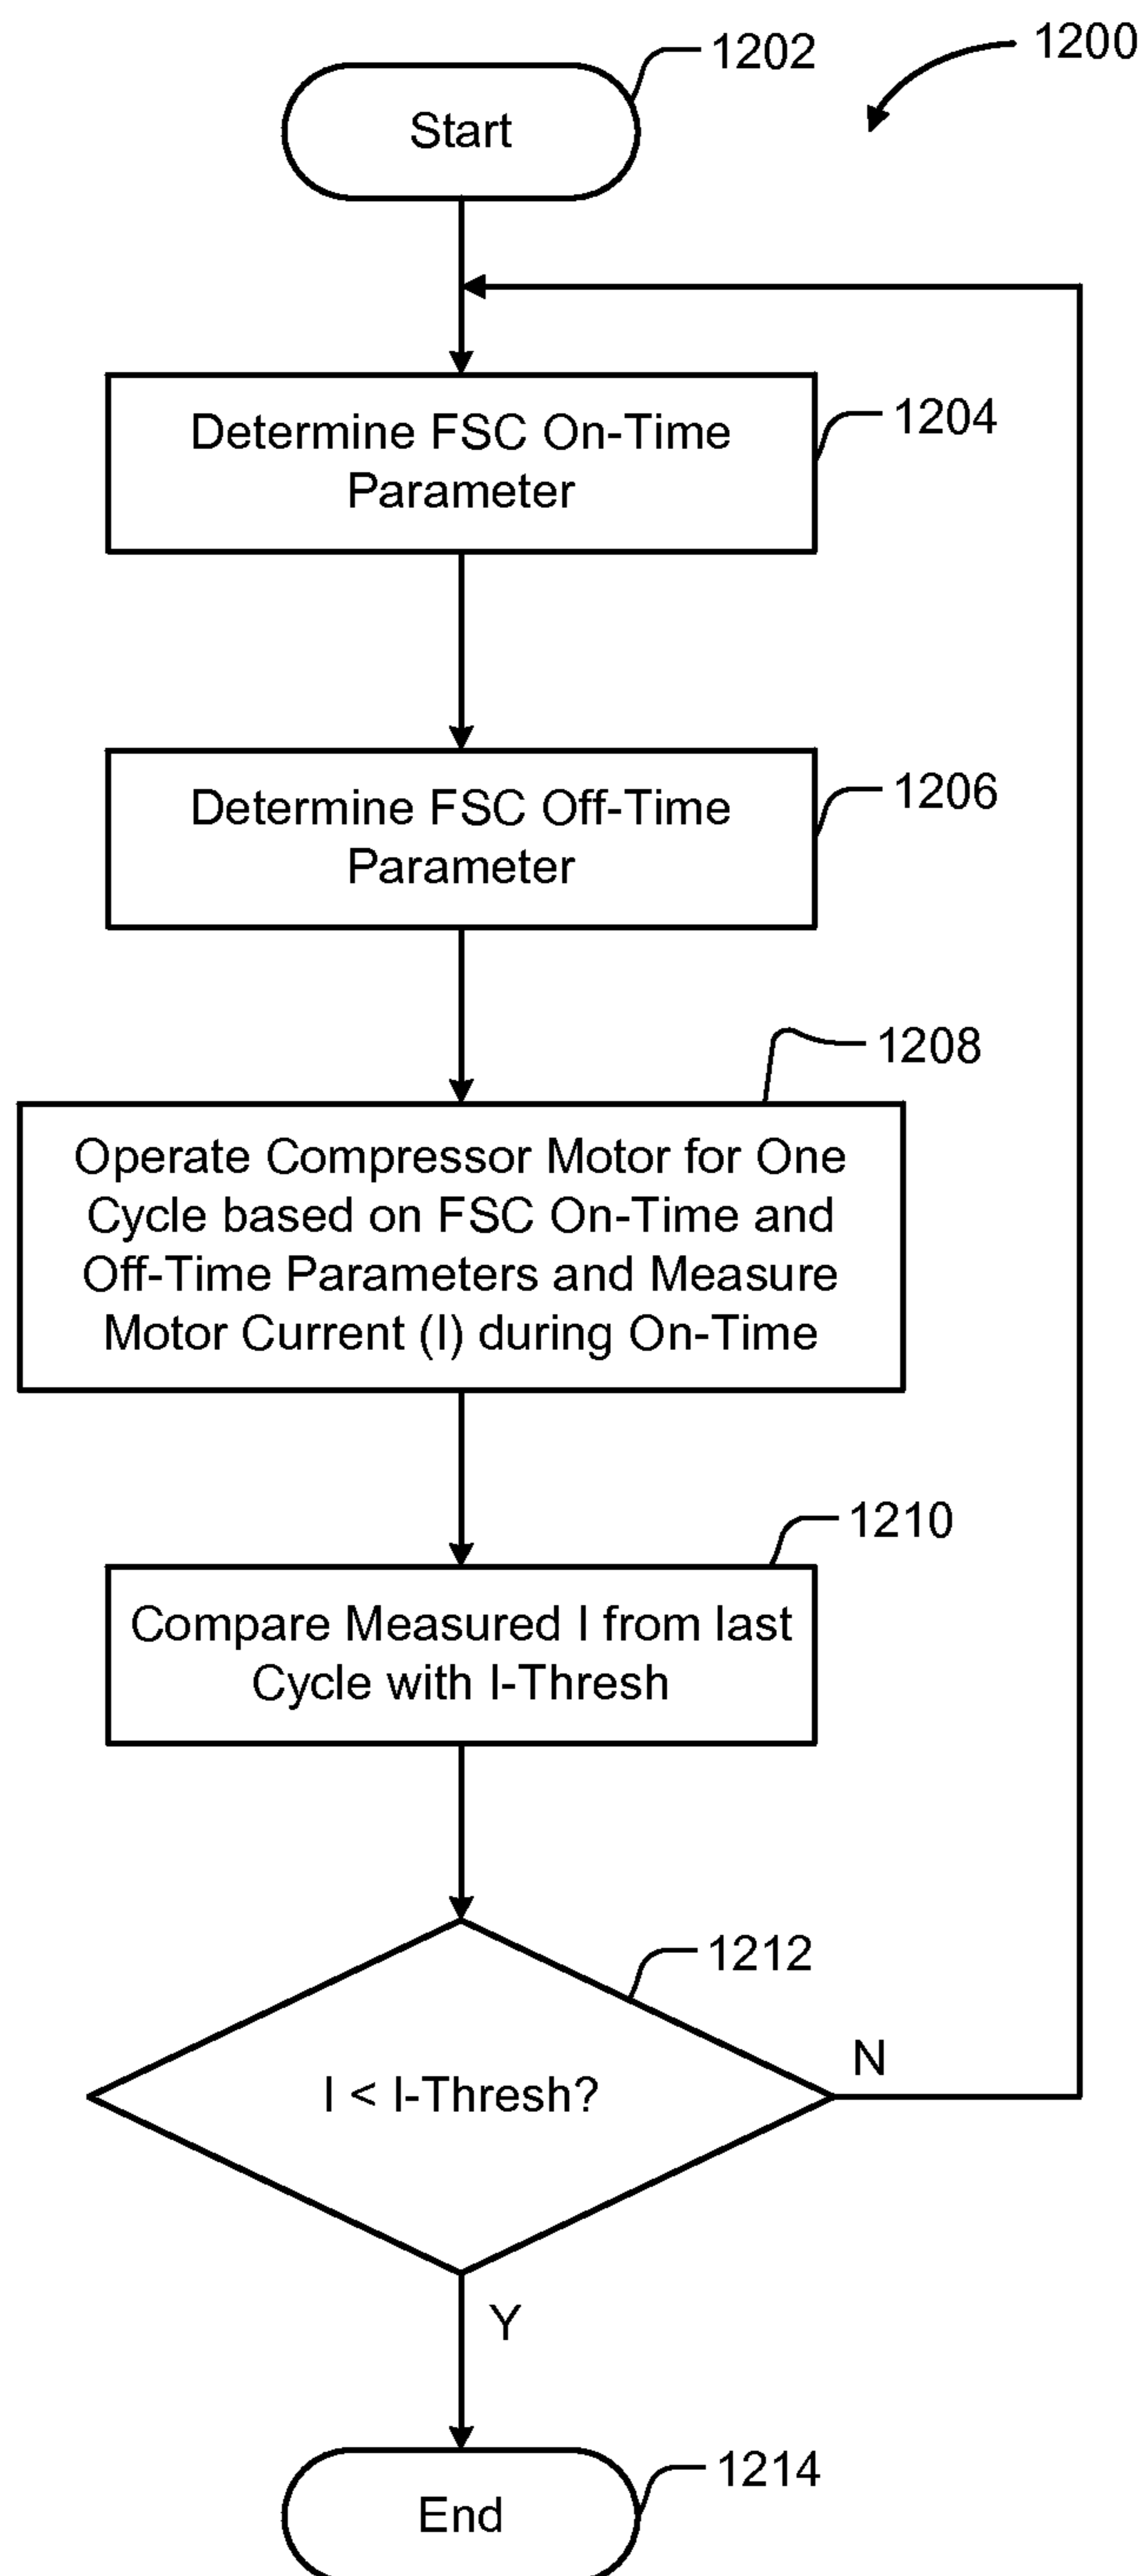 1200
1202
Start
1204
Determine FSC On-Time
Parameter
1206
Determine FSC Off-Time
Parameter
1208
Operate Compressor Motor for One
Cycle based on FSC On-Time and
Off-Time Parameters and Measure
Motor Current (I) during On-Time
1210
Compare Measured I from last
Cycle with I-Thresh
1212
I < I-Thresh?
N
Y
1214
End